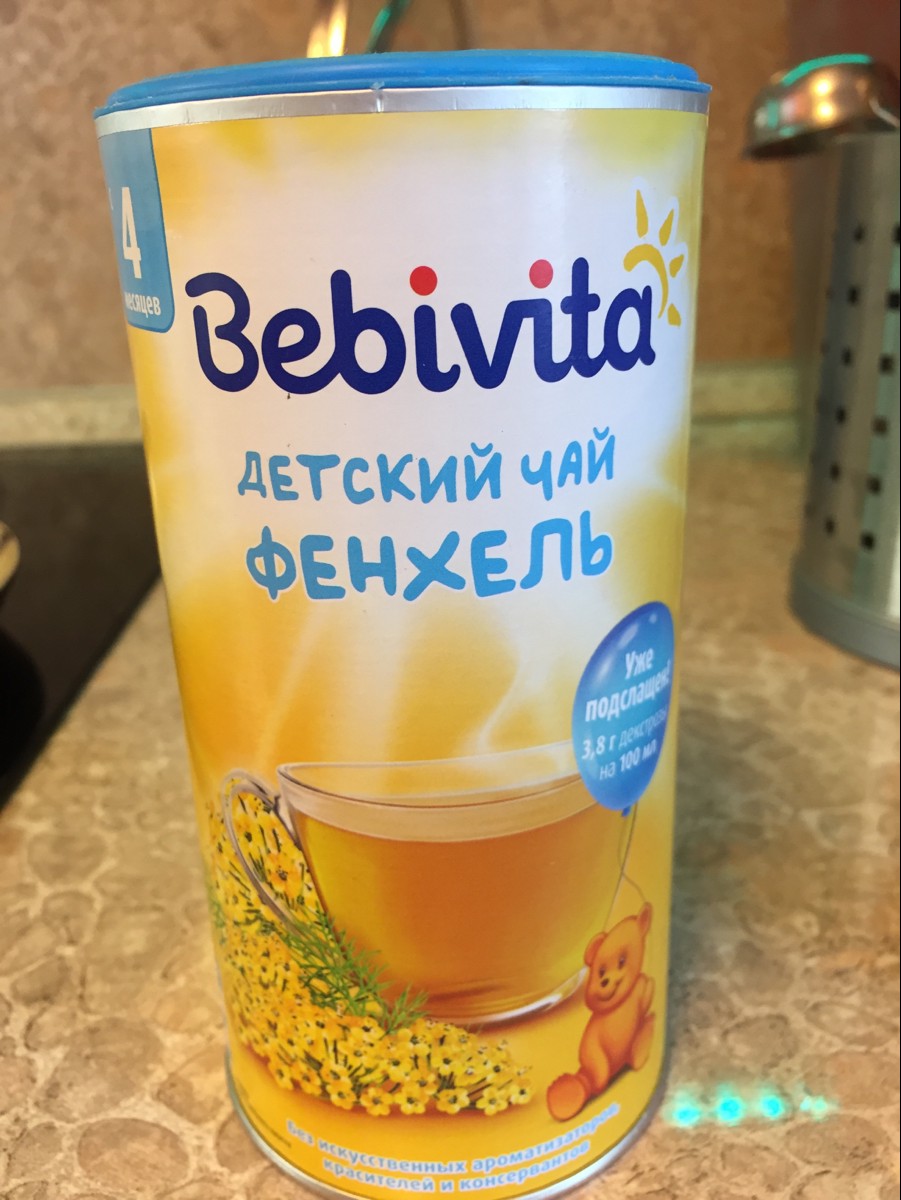 4
месяцев
Bebivita
ДЕТСКИЙ ЧАЙ
ФЕНХЕЛЬ
Уже
подслащен!
3,8 г декстрозы
на 100 мл
Без искусственных ароматизаторов,
красителей и консервантов